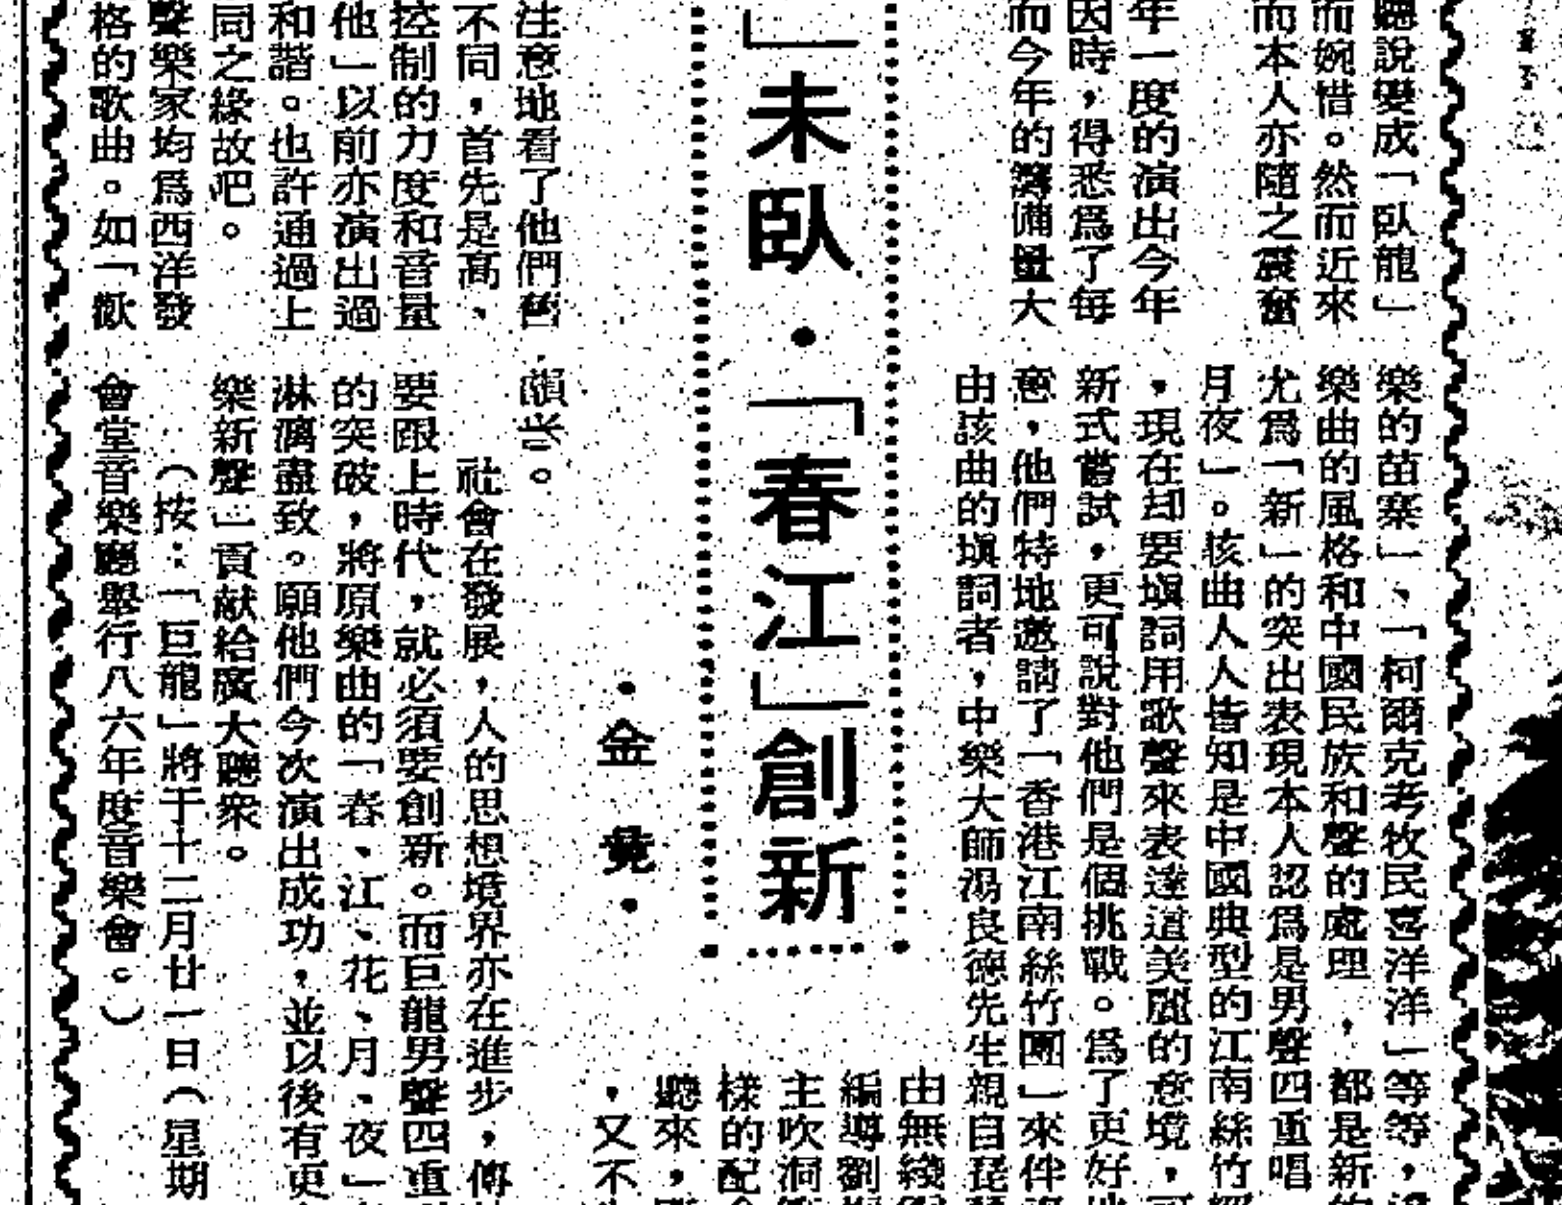 聽說變成「臥龍」
而婉惜。然而近來
而本人亦隨之震奮
年一度的演出今年
因時，得悉爲了每
而今年的籌備量大
」未臥·「春江」創新
·金 ·
注意地看了他們舊
不同，首先是高、
控制的力度和音量
他」以前亦演出過
和諧。也許通過上
同之緣故吧。
聲樂家均爲西洋發
格的歌曲。如「歡
樂的苗寨」、「柯爾克考牧民喜洋洋」等等，
樂曲的風格和中國民族和聲的處理，都是新的
尤爲「新」的突出表現本人認爲是男聲四重唱
月夜」。該曲人人皆知是中國典型的江南絲竹
，現在却要塡詞用歌聲來表達這美麗的意境，
新式嘗試，更可說對他們是個挑戰。爲了更好地
意，他們特地邀請了「香港江南絲竹團」來伴
由該曲的塡詞者，中樂大師湯良德先生親自琵
由無綫
編導劉
主吹洞
樣的配
聽來，
，又不
。
社會在發展，人的思想境界亦在進步，傳
要跟上時代，就必須要創新。而巨龍男聲四重
的突破，將原樂曲的「春、江、花、月、夜」
淋漓盡致。願他們今次演出成功，並以後有更
樂新聲」貢献給廣大聽衆。
（按：「巨龍」將于十二月廿一日（星期
會堂音樂廳舉行八六年度音樂會。）